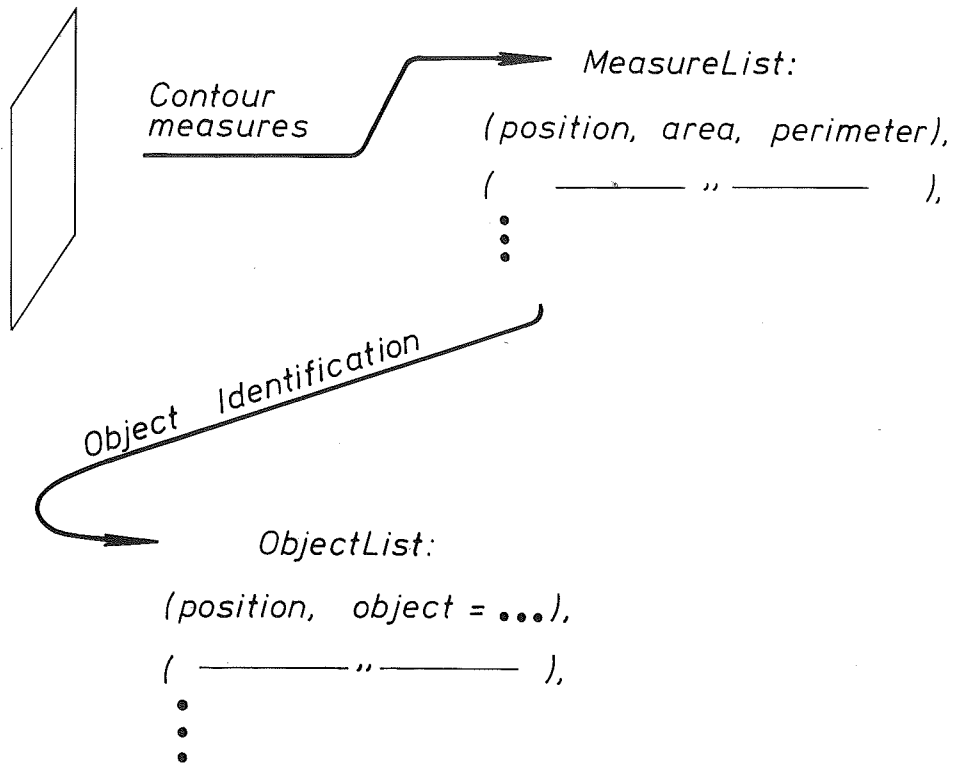 Contour
measures
MeasureList:
(position, area, perimeter),
( ——— ,, ——— ),
Object Identification
ObjectList:
(position, object = ...),
( ——— ,, ——— ),